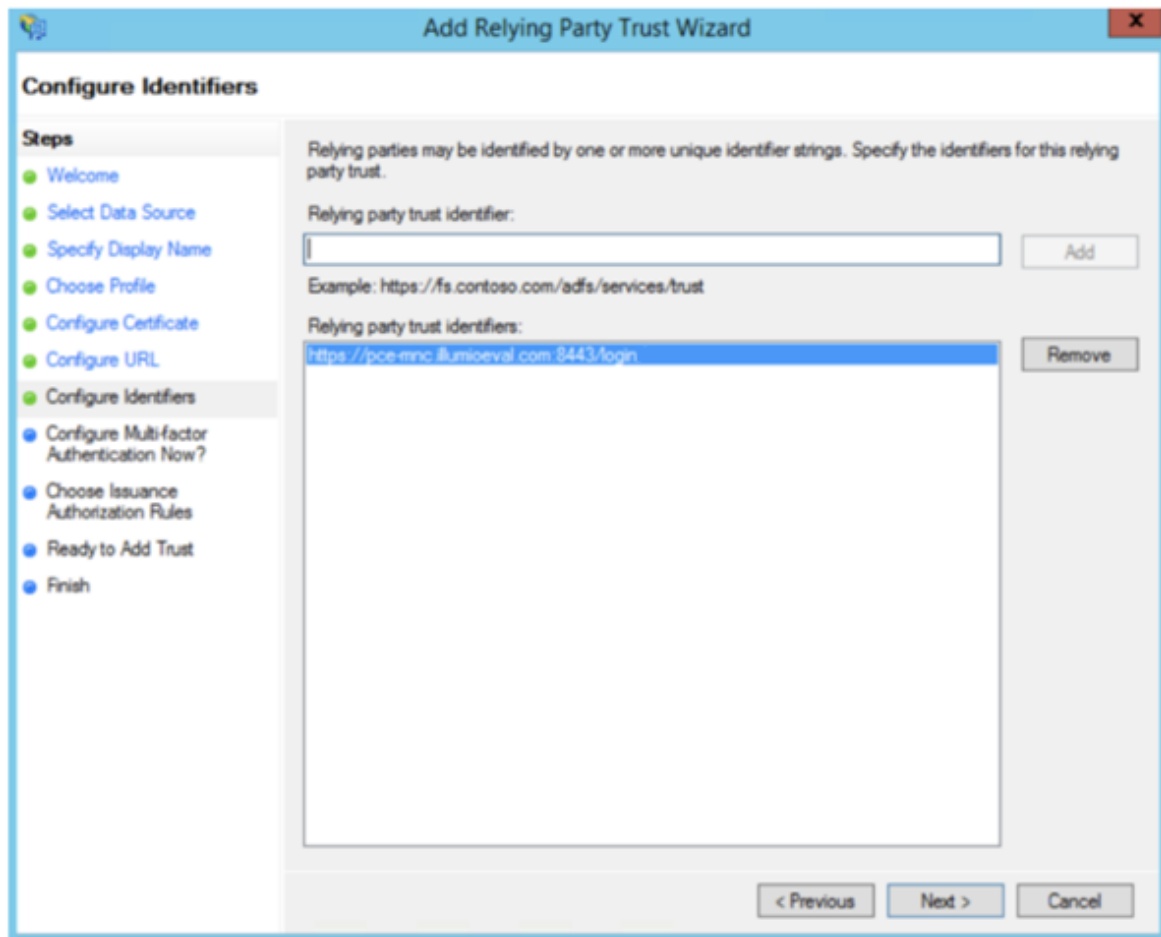 Add Relying Party Trust Wizard
x
Configure Identifiers
Steps
Welcome
Select Data Source
Specify Display Name
Choose Profile
Configure Certificate
Configure URL
Configure Identifiers
Configure Multi-factor
Authentication Now?
Choose Issuance
Authorization Rules
Ready to Add Trust
Finish
Relying parties may be identified by one or more unique identifier strings. Specify the identifiers for this relying
party trust.
Relying party trust identifier:
Add
Example: https://fs.contoso.com/adfs/services/trust
Relying party trust identifiers:
https://pce-mnc.illumioeval.com:8443/login
Remove
< Previous
Next >
Cancel